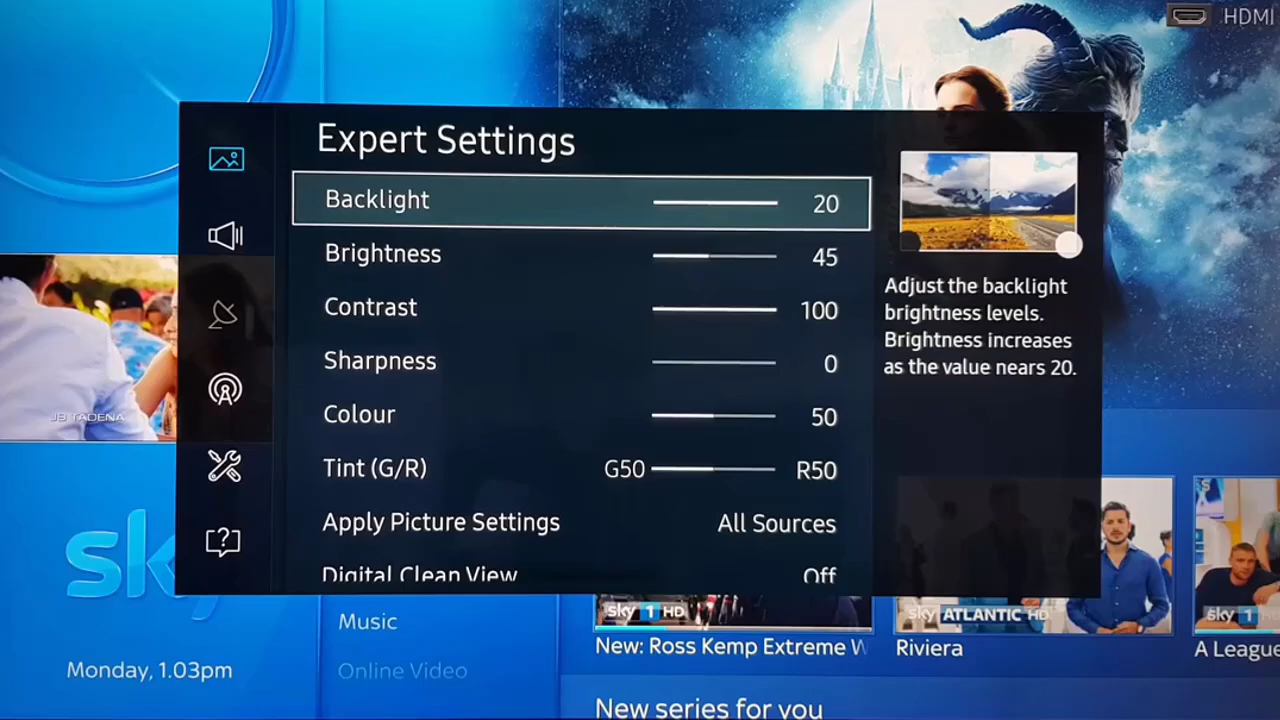 HDMI
Expert Settings
Backlight 20
Brightness 45
Contrast 100
Sharpness 0
Colour 50
Tint (G/R) G50 R50
Apply Picture Settings All Sources
Digital Clean View Off
Adjust the backlight
brightness levels.
Brightness increases
as the value nears 20.
JB TADENA
sky
Monday, 1.03pm
Music
Online Video
sky 1 HD
New: Ross Kemp Extreme W
sky ATLANTIC HD
Riviera
sky 1
A League
New series for you